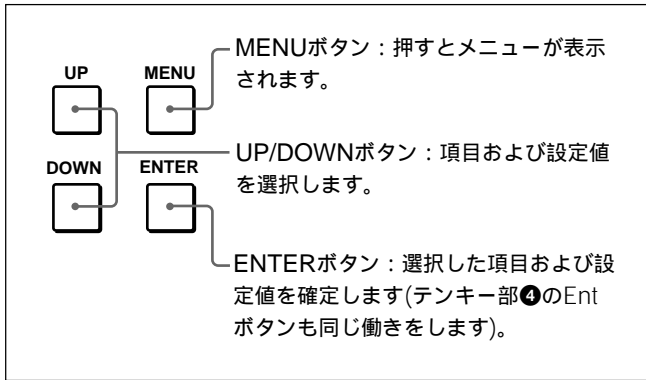 UP MENU
DOWN ENTER
MENUボタン：押すとメニューが表示
されます。
UP/DOWNボタン：項目および設定値
を選択します。
ENTERボタン：選択した項目および設
定値を確定します(テンキー部❹のEnt
ボタンも同じ働きをします)。